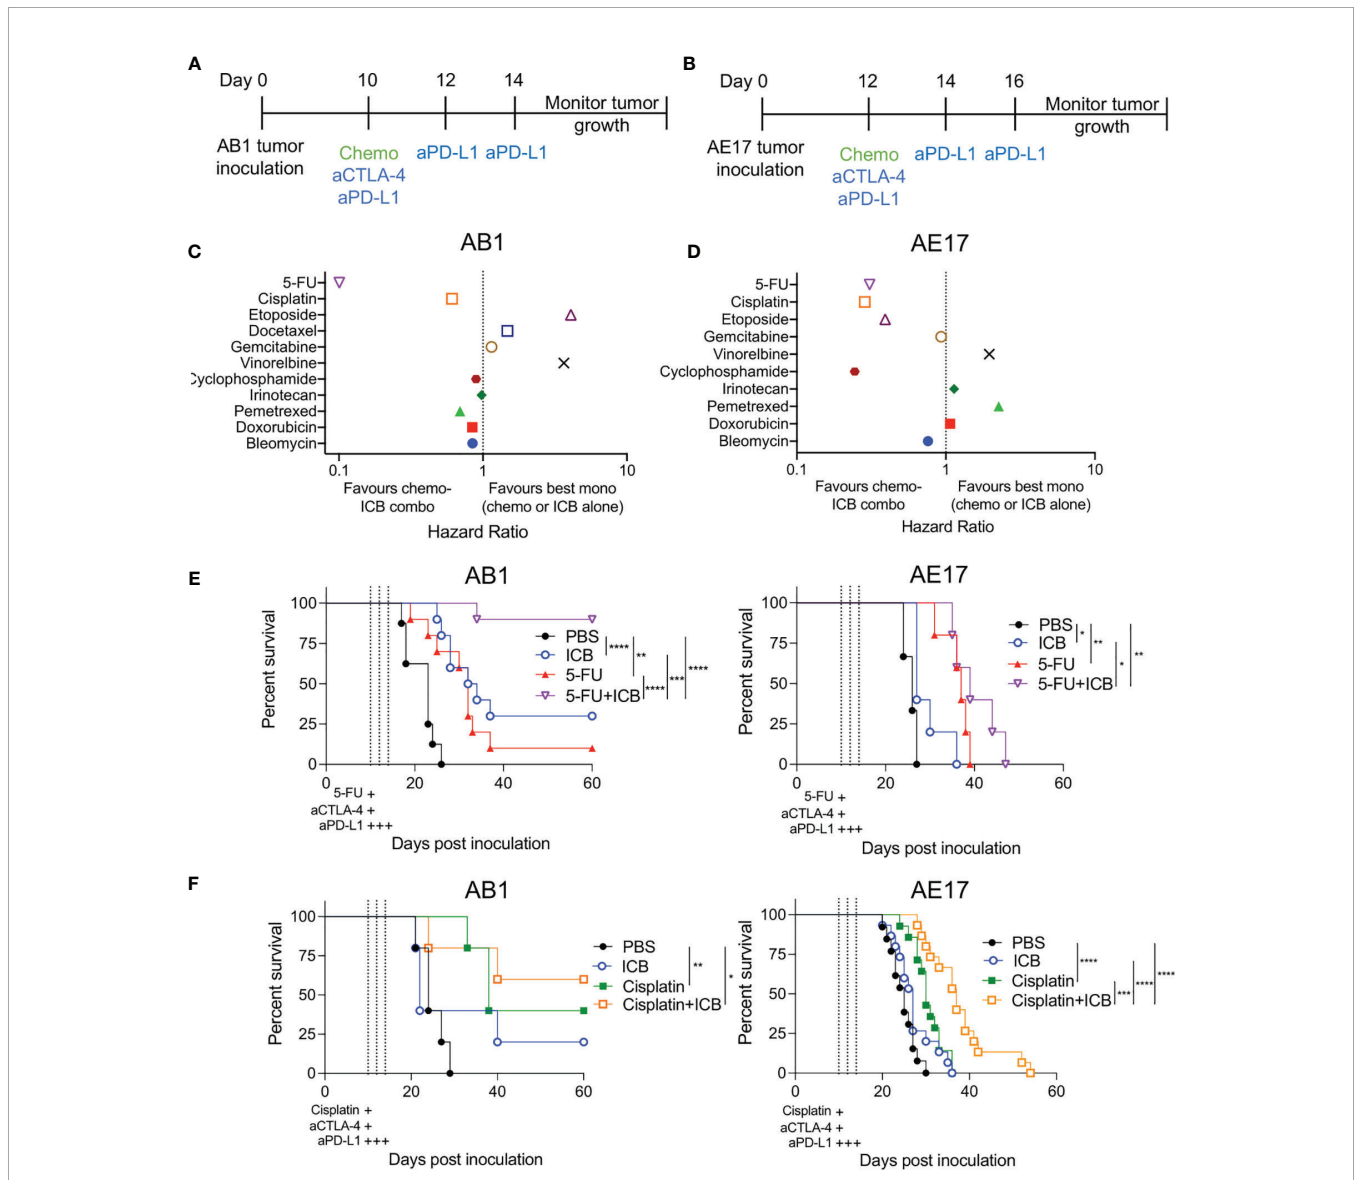 A
Day 0 10 12 14
Monitor tumor
growth
AB1 tumor
inoculation
Chemo
aCTLA-4
aPD-L1
aPD-L1 aPD-L1
B
Day 0 12 14 16
Monitor tumor
growth
AE17 tumor
inoculation
Chemo
aCTLA-4
aPD-L1
aPD-L1 aPD-L1
C
AB1
5-FU
Cisplatin
Etoposide
Docetaxel
Gemcitabine
Vinorelbine
Cyclophosphamide
Irinotecan
Pemetrexed
Doxorubicin
Bleomycin
0.1 1 10
Favours chemo-
ICB combo
Favours best mono
(chemo or ICB alone)
Hazard Ratio
D
AE17
5-FU
Cisplatin
Etoposide
Gemcitabine
Vinorelbine
Cyclophosphamide
Irinotecan
Pemetrexed
Doxorubicin
Bleomycin
0.1 1 10
Favours chemo-
ICB combo
Favours best mono
(chemo or ICB alone)
Hazard Ratio
E
AB1
Percent survival
100
75
50
25
0
0 20 40 60
PBS
ICB
5-FU
5-FU+ICB
**** ** **** *** ****
5-FU +
aCTLA-4 +
aPD-L1 +++
Days post inoculation
AE17
Percent survival
100
75
50
25
0
0 20 40 60
PBS
ICB
5-FU
5-FU+ICB
* ** * **
5-FU +
aCTLA-4 +
aPD-L1 +++
Days post inoculation
F
AB1
Percent survival
100
75
50
25
0
0 20 40 60
PBS
ICB
Cisplatin
Cisplatin+ICB
** *
Cisplatin +
aCTLA-4 +
aPD-L1 +++
Days post inoculation
AE17
Percent survival
100
75
50
25
0
0 20 40 60
PBS
ICB
Cisplatin
Cisplatin+ICB
**** *** **** ****
Cisplatin +
aCTLA-4 +
aPD-L1 +++
Days post inoculation